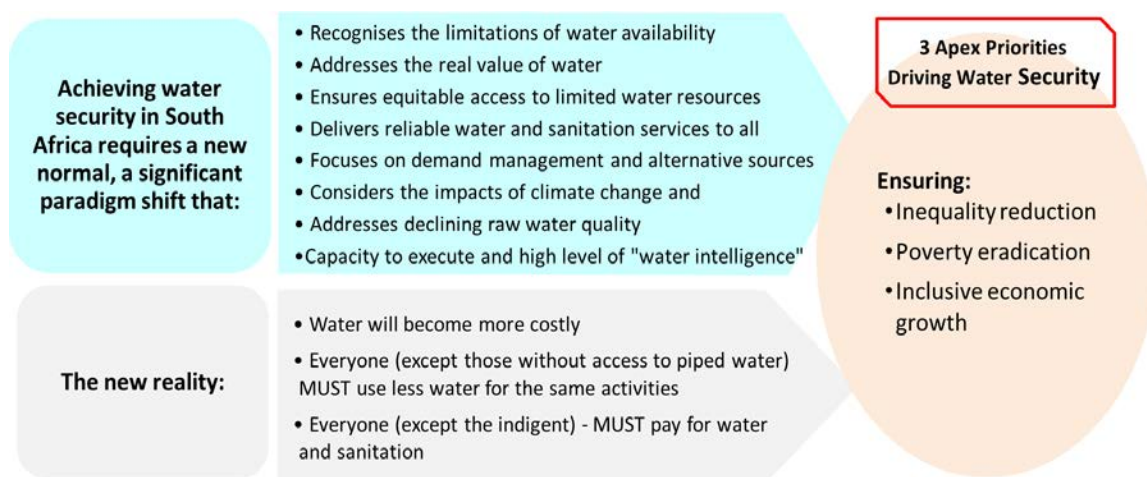 Achieving water
security in South
Africa requires a new
normal, a significant
paradigm shift that:
• Recognises the limitations of water availability
• Addresses the real value of water
• Ensures equitable access to limited water resources
• Delivers reliable water and sanitation services to all
• Focuses on demand management and alternative sources
• Considers the impacts of climate change and
• Addresses declining raw water quality
•Capacity to execute and high level of "water intelligence"
The new reality:
• Water will become more costly
• Everyone (except those without access to piped water)
MUST use less water for the same activities
• Everyone (except the indigent) - MUST pay for water
and sanitation
3 Apex Priorities
Driving Water Security
Ensuring:
•Inequality reduction
•Poverty eradication
•Inclusive economic
growth